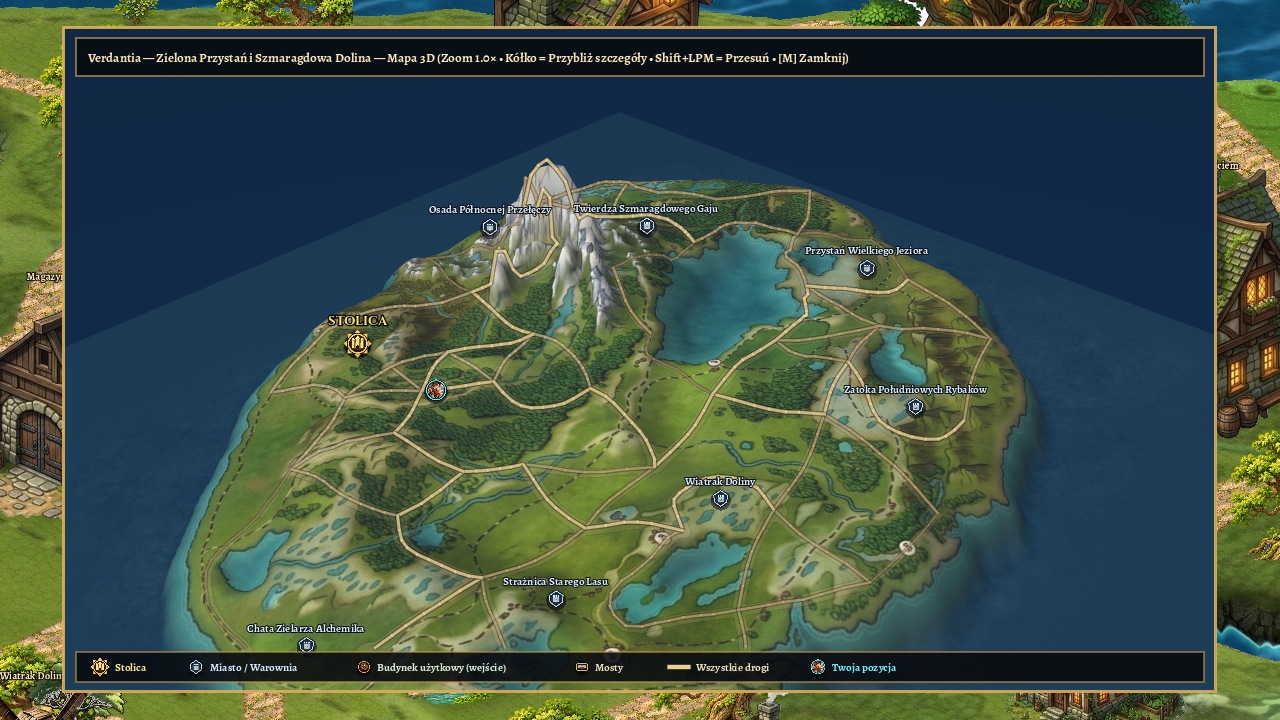 Verdantia — Zielona Przystań i Szmaragdowa Dolina — Mapa 3D (Zoom 1.0× • Kółko = Przybliż szczegóły • Shift+LPM = Przesuń • [M] Zamknij)
Osada Północnej Przełęczy
Twierdza Szmaragdowego Gaju
Przystań Wielkiego Jeziora
STOLICA
Zatoka Południowych Rybaków
Wiatrak Doliny
Strażnica Starego Lasu
Chata Zielarza Alchemika
Stolica
Miasto / Warownia
Budynek użytkowy (wejście)
Mosty
Wszystkie drogi
Twoja pozycja
Magazy
ciem
Wiatrak Dolin